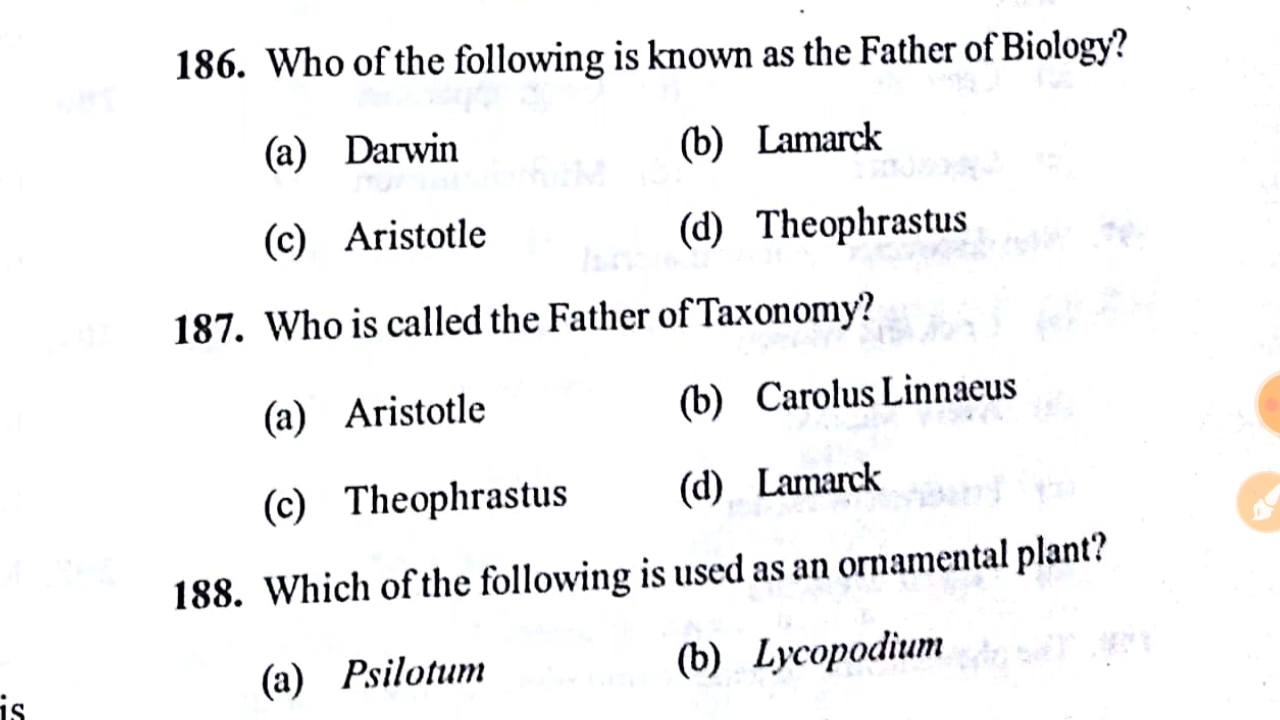 186. Who of the following is known as the Father of Biology?
(a) Darwin (b) Lamarck
(c) Aristotle (d) Theophrastus
187. Who is called the Father of Taxonomy?
(a) Aristotle (b) Carolus Linnaeus
(c) Theophrastus (d) Lamarck
188. Which of the following is used as an ornamental plant?
(a) Psilotum (b) Lycopodium
is